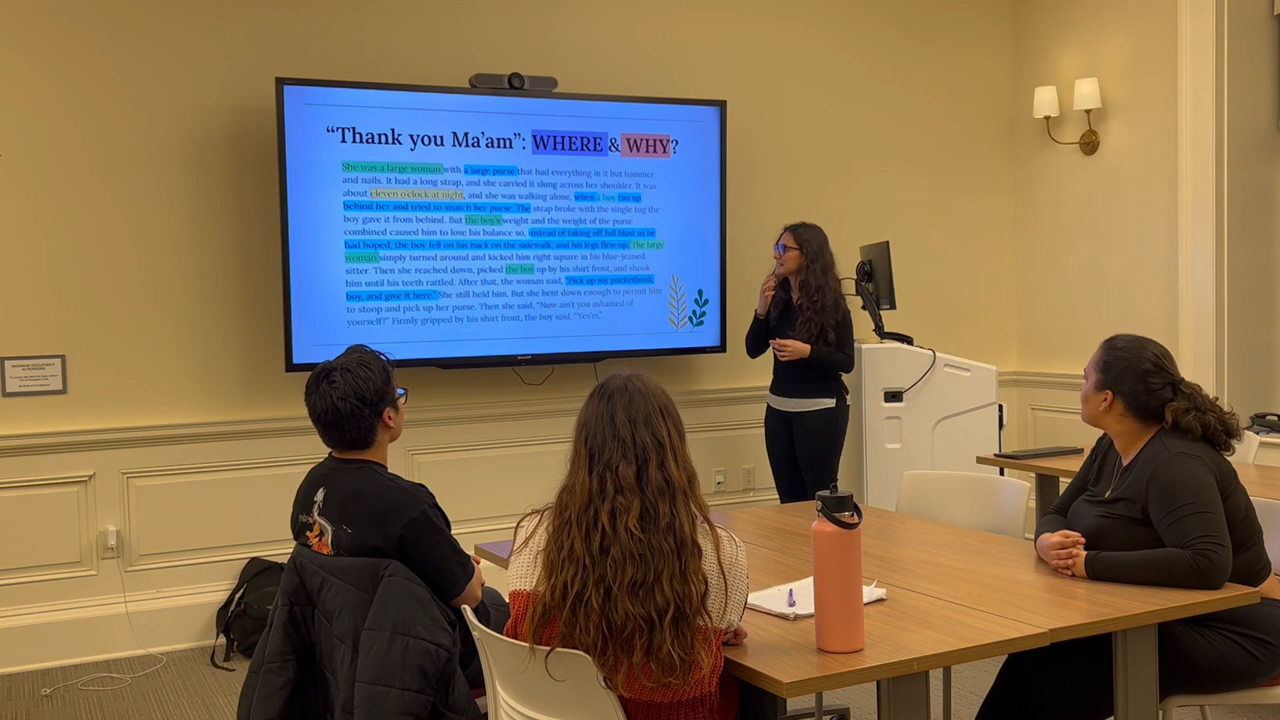 “Thank you Ma’am”: WHERE & WHY?
She was a large woman with a large purse that had everything in it but hammer
and nails. It had a long strap, and she carried it slung across her shoulder. It was
about eleven o’clock at night, and she was walking alone, when a boy ran up
behind her and tried to snatch her purse. The strap broke with the single tug the
boy gave it from behind. But the boy’s weight and the weight of the purse
combined caused him to lose his balance so, instead of taking off full blast as he
had hoped, the boy fell on his back on the sidewalk, and his legs flew up. The large
woman simply turned around and kicked him right square in his blue-jeaned
sitter. Then she reached down, picked the boy up by his shirt front, and shook
him until his teeth rattled. After that, the woman said, “Pick up my pocketbook,
boy, and give it here.” She still held him. But she bent down enough to permit him
to stoop and pick up her purse. Then she said, “Now ain’t you ashamed of
yourself?” Firmly gripped by his shirt front, the boy said, “Yes’m.”
SHARP
MAXIMUM OCCUPANCY